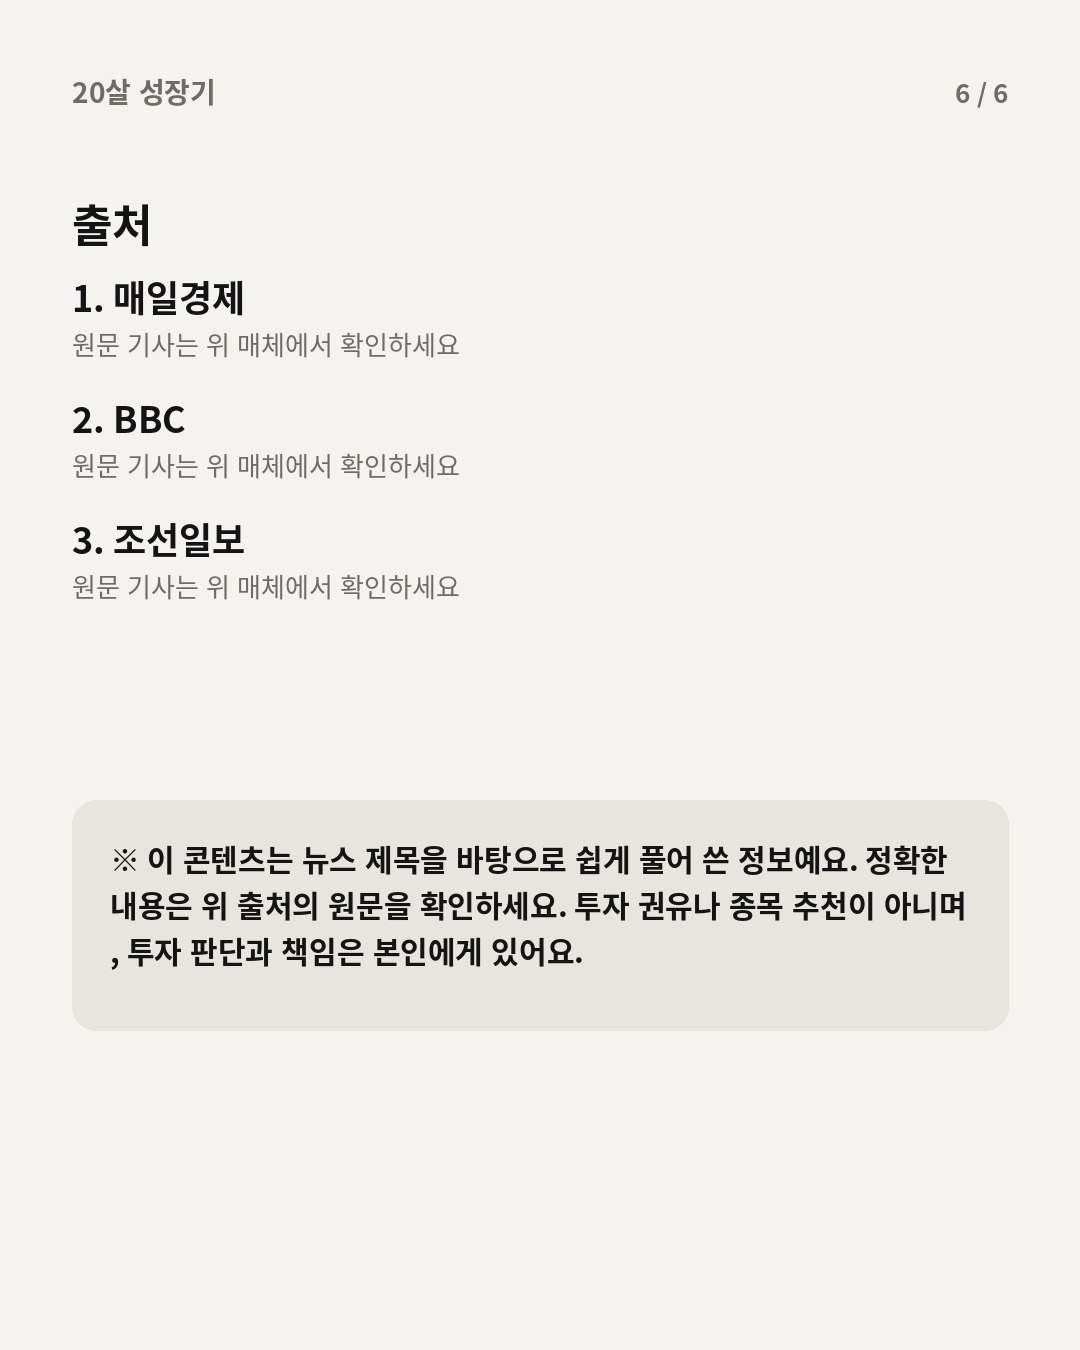 20살 성장기
6 / 6
출처
1. 매일경제
원문 기사는 위 매체에서 확인하세요
2. BBC
원문 기사는 위 매체에서 확인하세요
3. 조선일보
원문 기사는 위 매체에서 확인하세요
※ 이 콘텐츠는 뉴스 제목을 바탕으로 쉽게 풀어 쓴 정보예요. 정확한
내용은 위 출처의 원문을 확인하세요. 투자 권유나 종목 추천이 아니며
, 투자 판단과 책임은 본인에게 있어요.